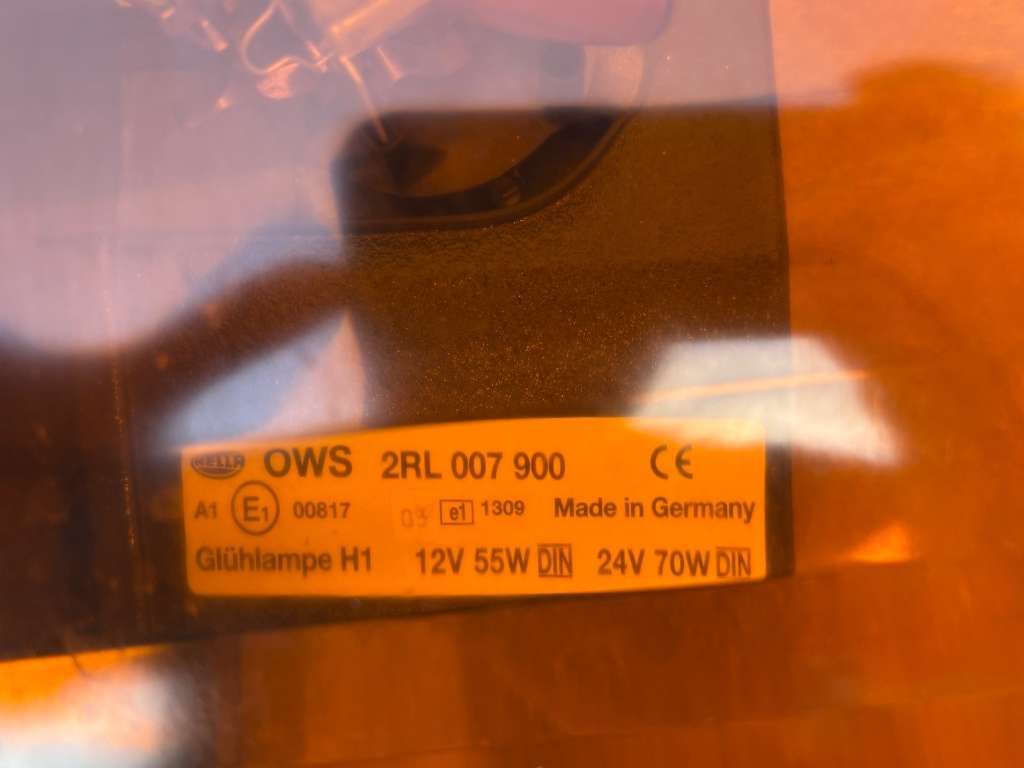 HELLA OWS 2RL 007 900 CE
A1 E1 00817 03 e1 1309 Made in Germany
Glühlampe H1 12V 55W DIN 24V 70W DIN